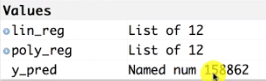 Values
lin_reg List of 12
poly_reg List of 12
y_pred Named num 158862